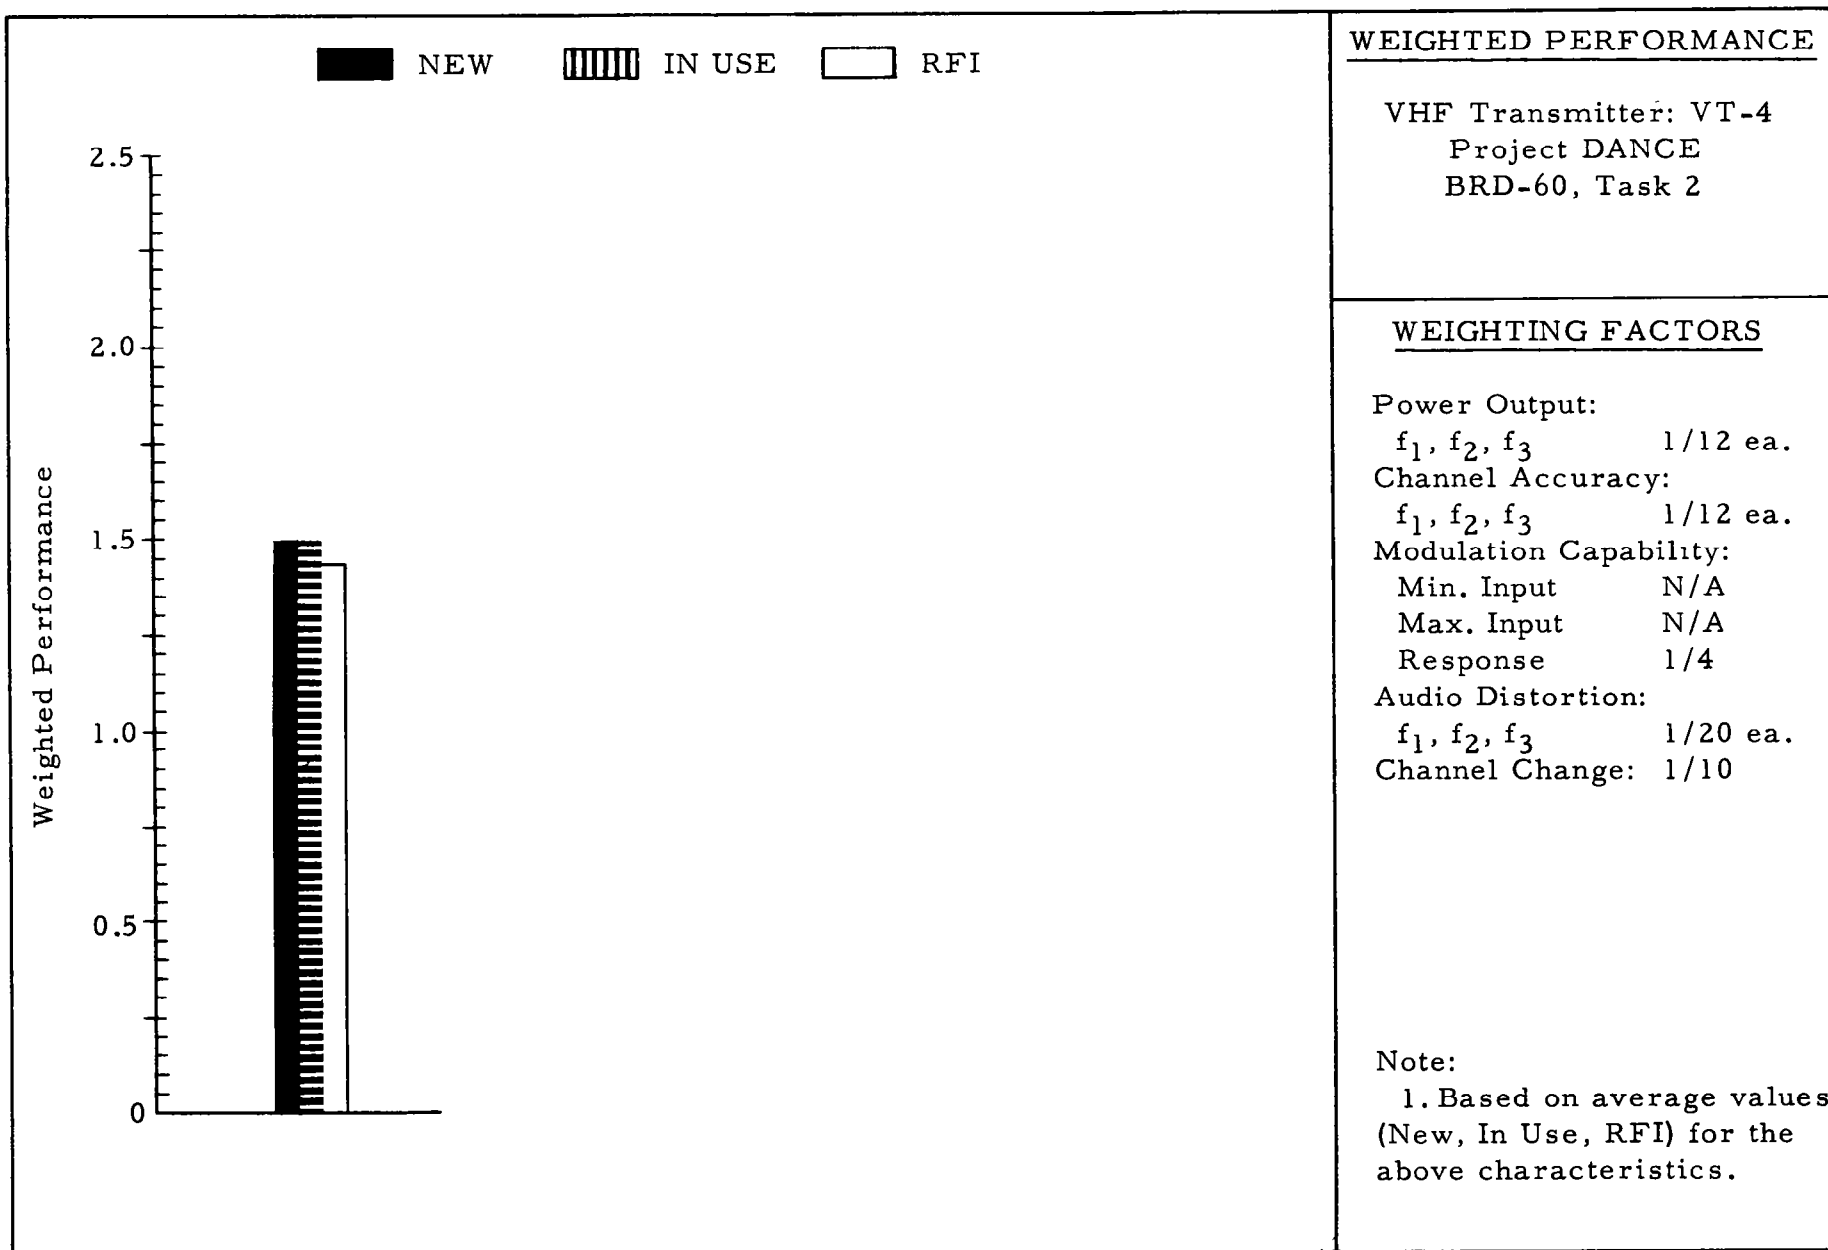 NEW IN USE RFI
2.5
2.0
1.5
1.0
0.5
0
Weighted Performance
WEIGHTED PERFORMANCE
VHF Transmitter: VT-4
Project DANCE
BRD-60, Task 2
WEIGHTING FACTORS
Power Output:
f1, f2, f3 1/12 ea.
Channel Accuracy:
f1, f2, f3 1/12 ea.
Modulation Capability:
Min. Input N/A
Max. Input N/A
Response 1/4
Audio Distortion:
f1, f2, f3 1/20 ea.
Channel Change: 1/10
Note:
1. Based on average values
(New, In Use, RFI) for the
above characteristics.